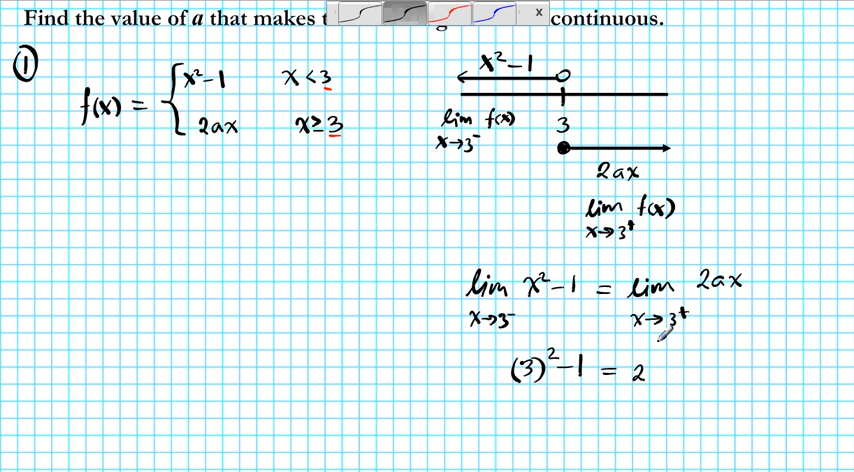 Find the value of a that makes t continuous.
x
①
f(x) = { x² – 1 x < 3
2ax x ≥ 3
x² – 1
lim f(x)
x→3⁻
3
2ax
lim f(x)
x→3⁺
lim x² – 1 = lim 2ax
x→3⁻ x→3⁺
(3)² – 1 = 2